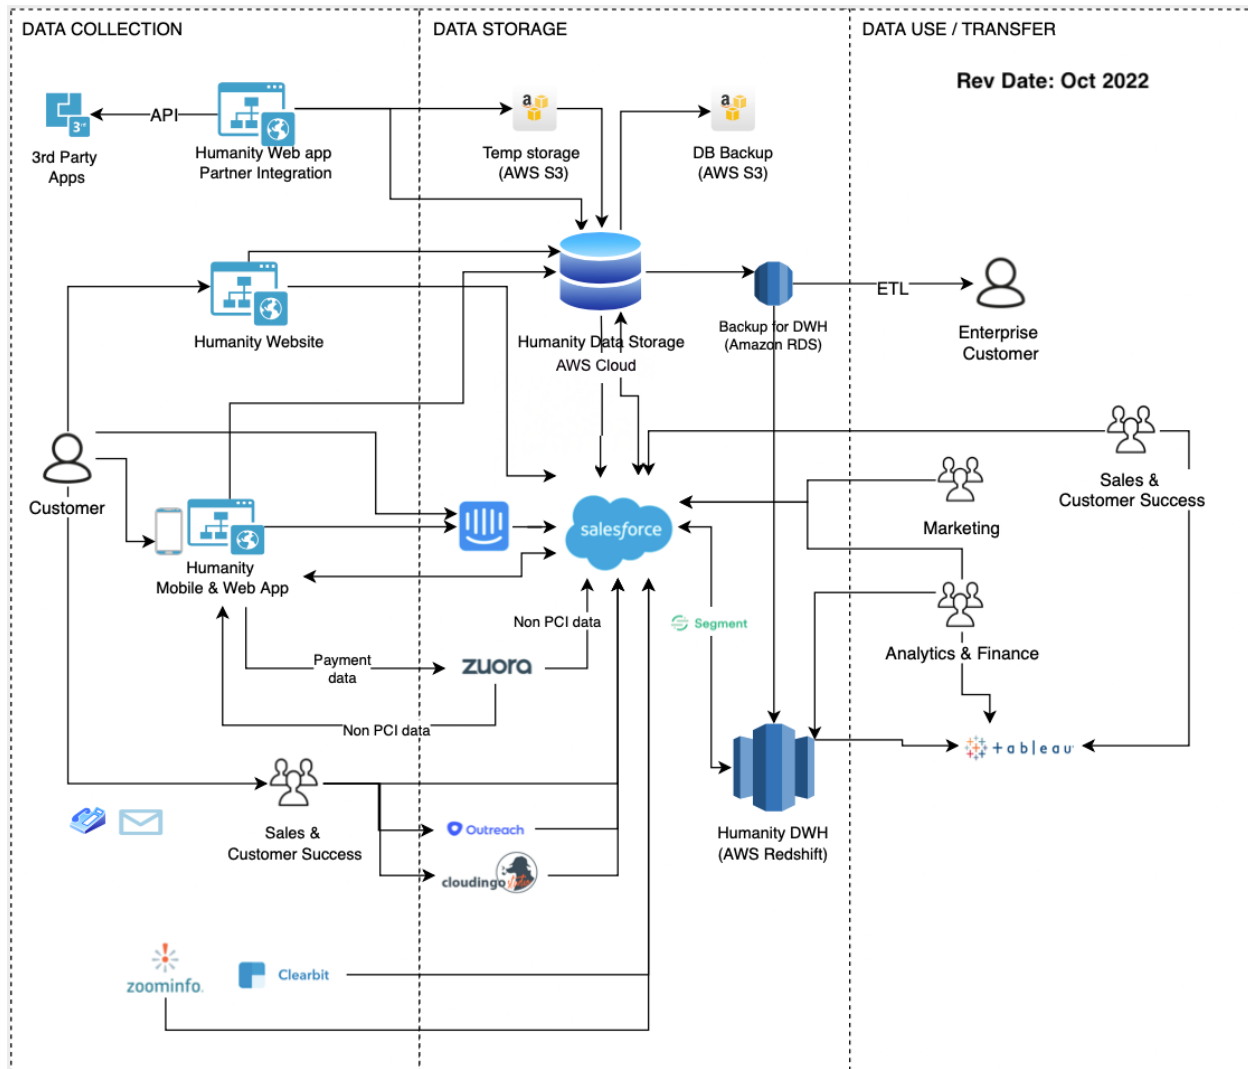 DATA COLLECTION
DATA STORAGE
DATA USE / TRANSFER
Rev Date: Oct 2022
API
3rd
3rd Party
Apps
Humanity Web app
Partner Integration
a
Temp storage
(AWS S3)
a
DB Backup
(AWS S3)
Humanity Website
Humanity Data Storage
AWS Cloud
Backup for DWH
(Amazon RDS)
ETL
Enterprise
Customer
Customer
Humanity
Mobile & Web App
salesforce
Sales &
Customer Success
Marketing
Analytics & Finance
Segment
Non PCI data
Payment
data
zuora
Non PCI data
+ableau
Sales &
Customer Success
Outreach
cloudingo
Humanity DWH
(AWS Redshift)
zoominfo.
Clearbit